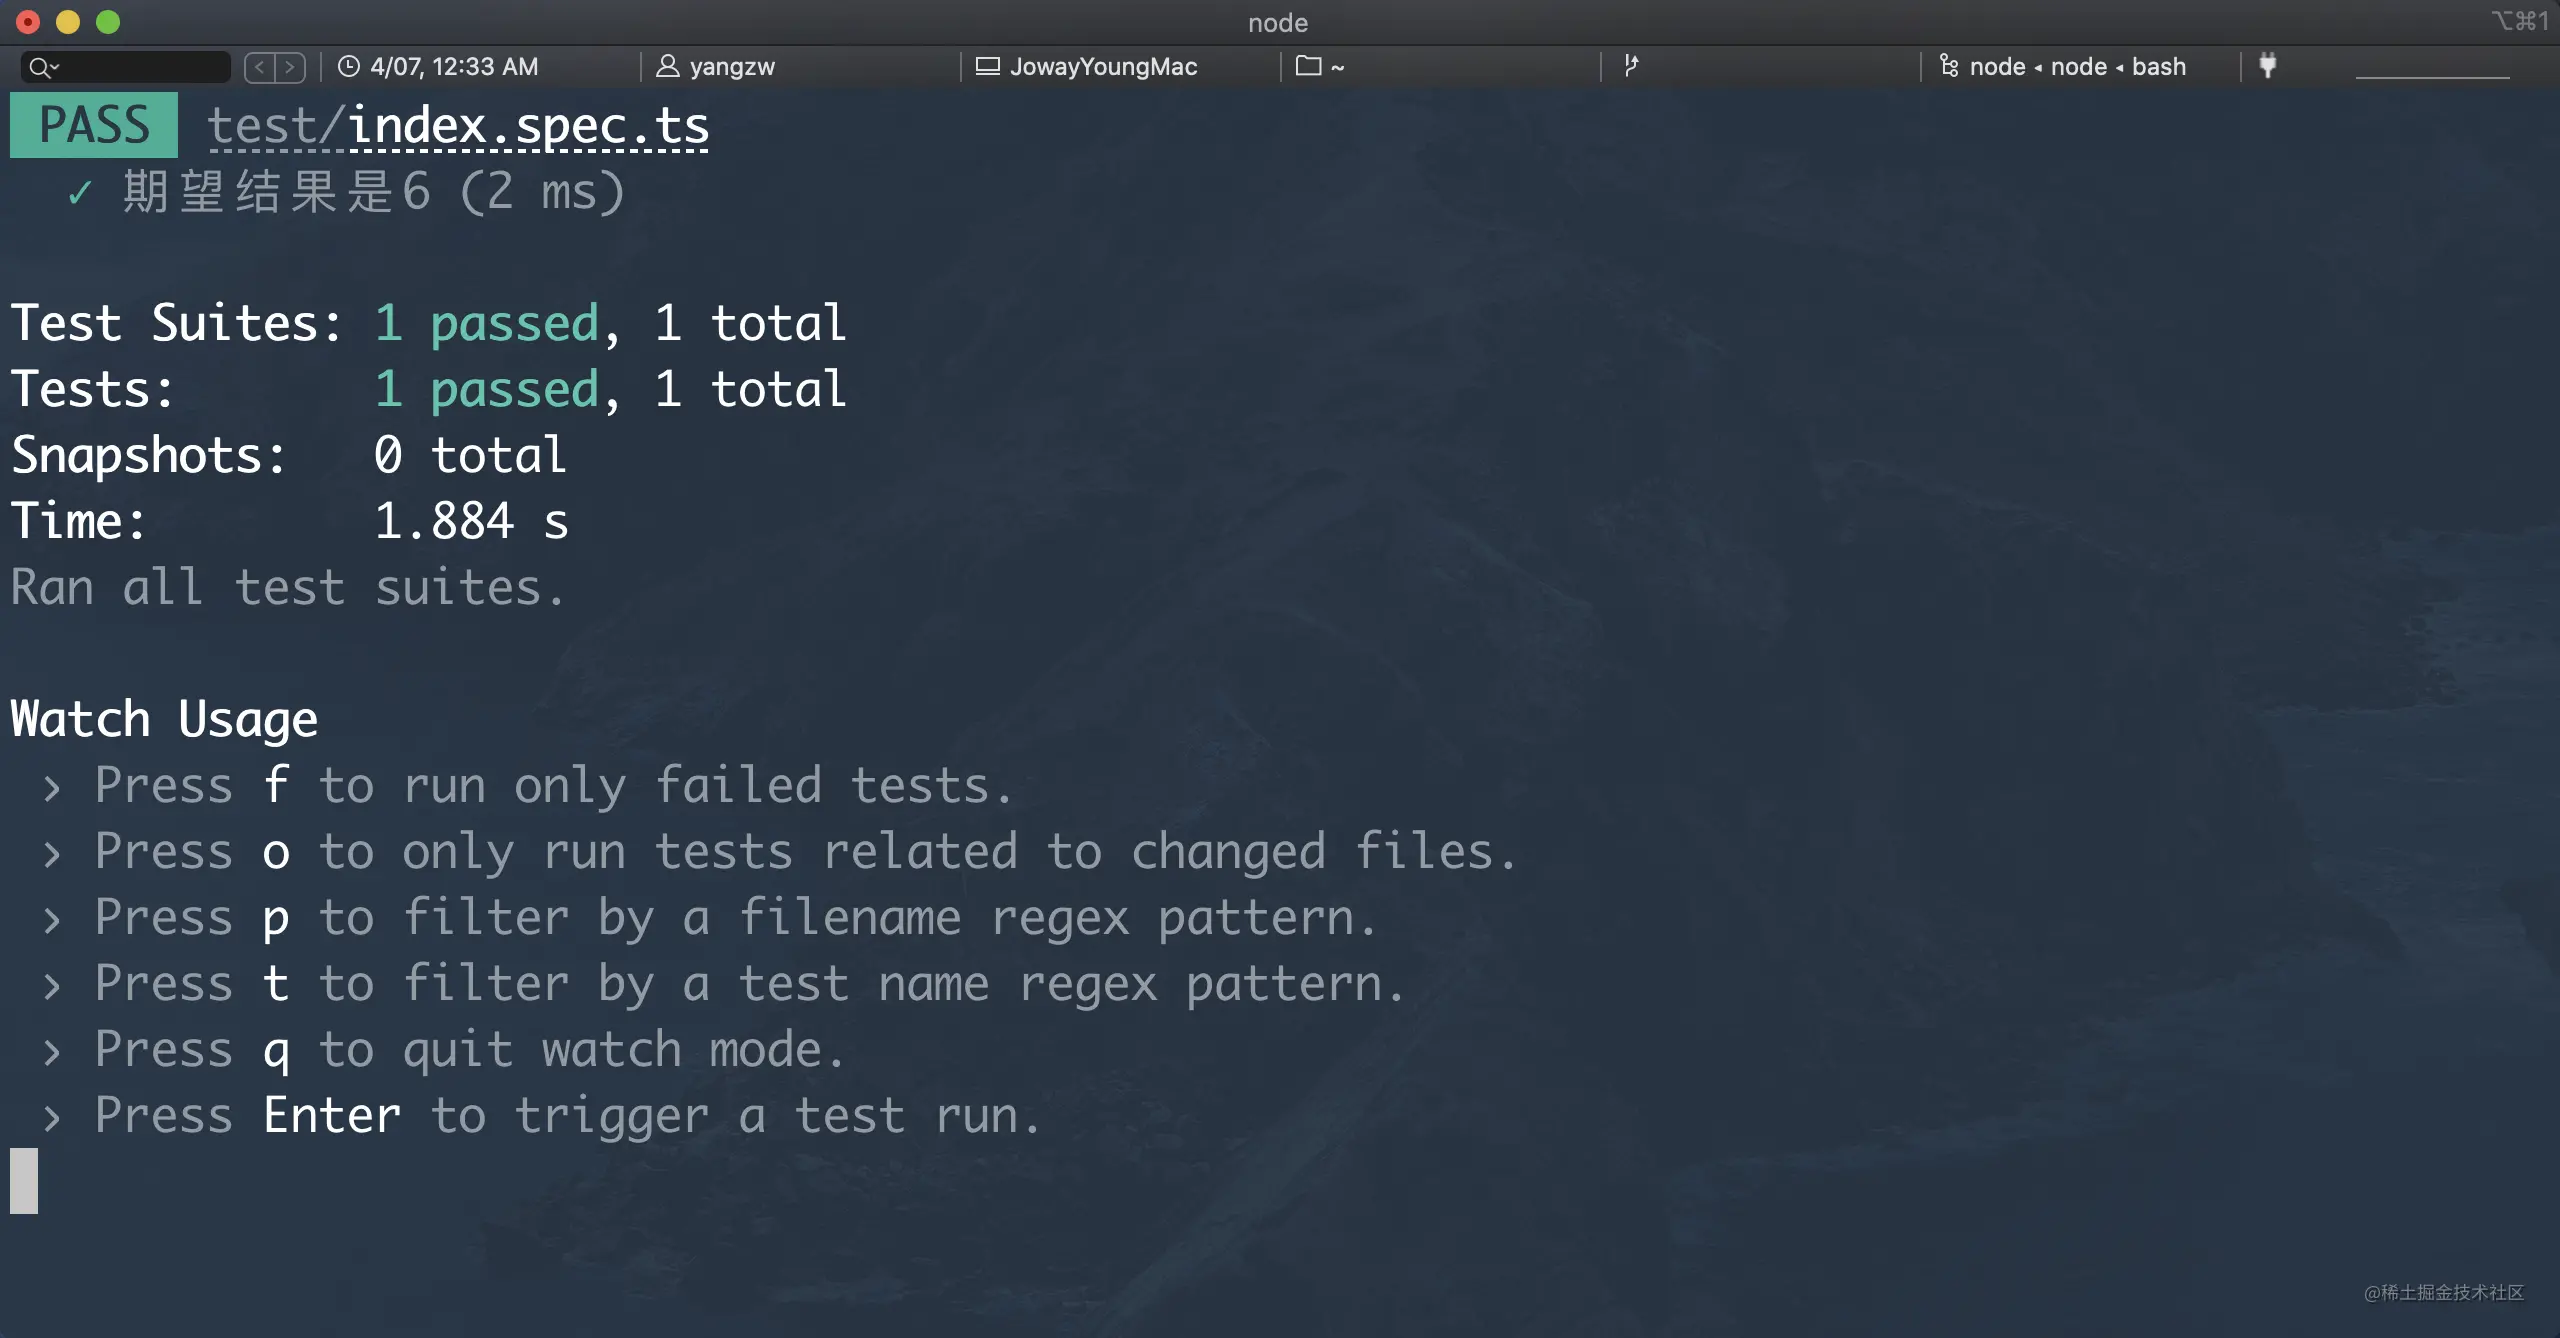 node
⌥⌘1
4/07, 12:33 AM
yangzw
JowayYoungMac
~
node ◂ node ◂ bash
PASS test/index.spec.ts
✓ 期望结果是6 (2 ms)
Test Suites: 1 passed, 1 total
Tests: 1 passed, 1 total
Snapshots: 0 total
Time: 1.884 s
Ran all test suites.
Watch Usage
› Press f to run only failed tests.
› Press o to only run tests related to changed files.
› Press p to filter by a filename regex pattern.
› Press t to filter by a test name regex pattern.
› Press q to quit watch mode.
› Press Enter to trigger a test run.
@稀土掘金技术社区